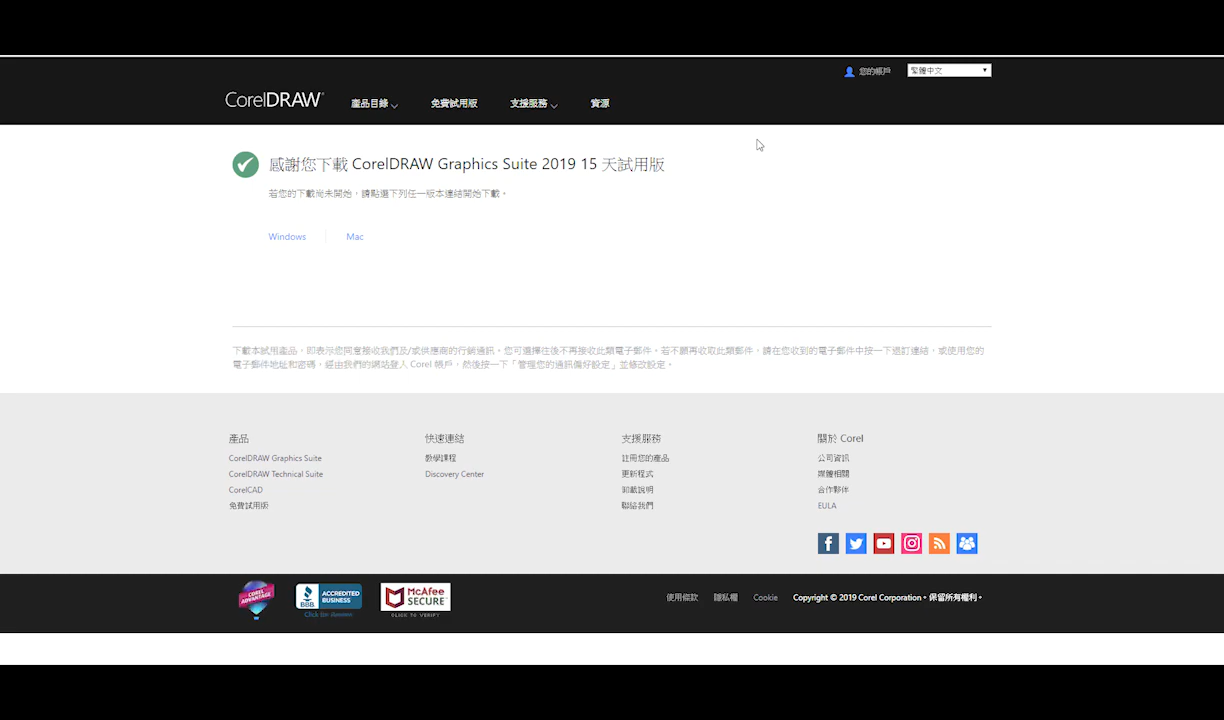 您的帳戶
繁體中文
CorelDRAW®
產品目錄
免費試用版
支援服務
資源
感謝您下載 CorelDRAW Graphics Suite 2019 15 天試用版
若您的下載尚未開始，請點選下列任一版本連結開始下載。
Windows
Mac
下載本試用產品，即表示您同意接收我們及/或供應商的行銷通訊。您可選擇往後不再接收此類電子郵件。若不願再收取此類郵件，請在您收到的電子郵件中按一下退訂連結，或使用您的
電子郵件地址和密碼，經由我們的網站登入 Corel 帳戶，然後按一下「管理您的通訊偏好設定」並修改設定。
產品
CorelDRAW Graphics Suite
CorelDRAW Technical Suite
CorelCAD
免費試用版
快速連結
教學課程
Discovery Center
支援服務
註冊您的產品
更新程式
卸載說明
聯絡我們
關於 Corel
公司資訊
媒體相關
合作夥伴
EULA
COREL ADVANTAGE
BBB
ACCREDITED
BUSINESS
Click for Review
McAfee
SECURE
CLICK TO VERIFY
使用條款
隱私權
Cookie
Copyright © 2019 Corel Corporation。保留所有權利。